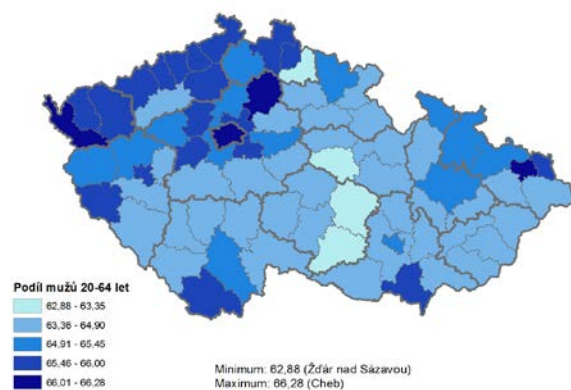 Podíl mužů 20-64 let
62,88 - 63,35
63,36 - 64,90
64,91 - 65,45
65,46 - 66,00
66,01 - 66,28
Minimum: 62,88 (Žďár nad Sázavou)
Maximum: 66,28 (Cheb)